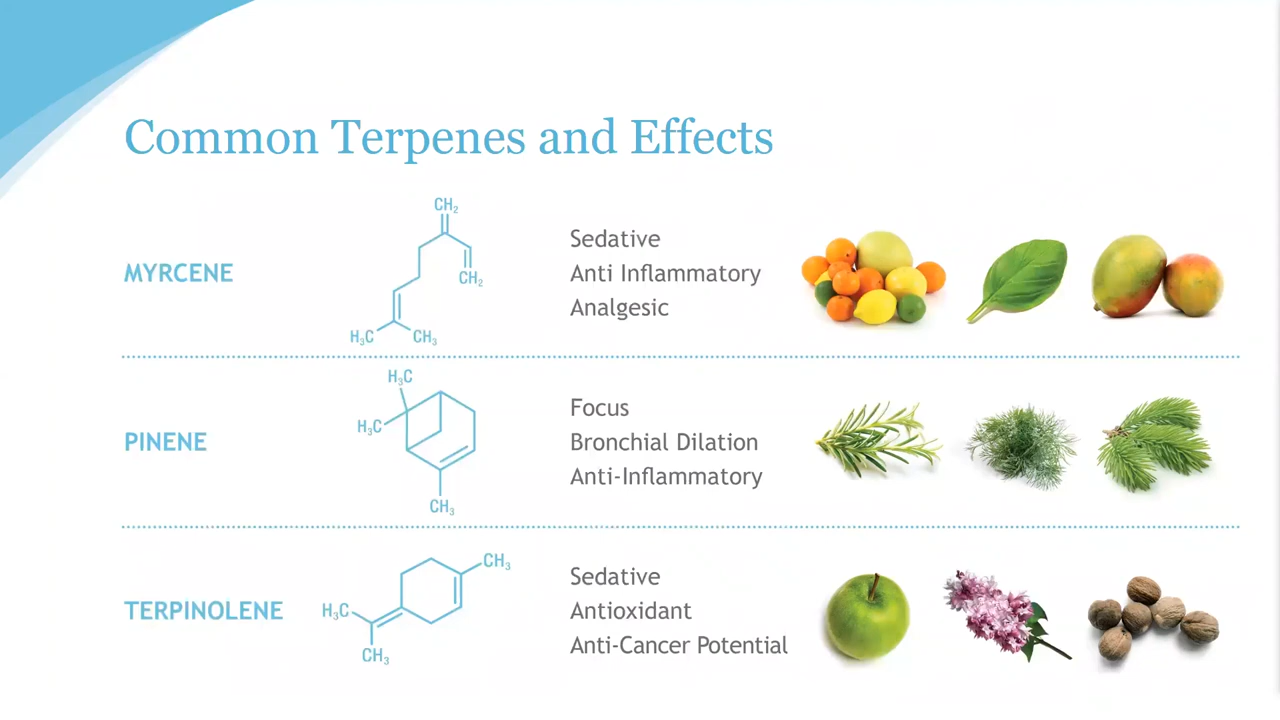 Common Terpenes and Effects
MYRCENE
CH₂
CH₂
H₃C
CH₃
Sedative
Anti Inflammatory
Analgesic
PINENE
H₃C
H₃C
CH₃
Focus
Bronchial Dilation
Anti-Inflammatory
TERPINOLENE
CH₃
H₃C
CH₃
Sedative
Antioxidant
Anti-Cancer Potential